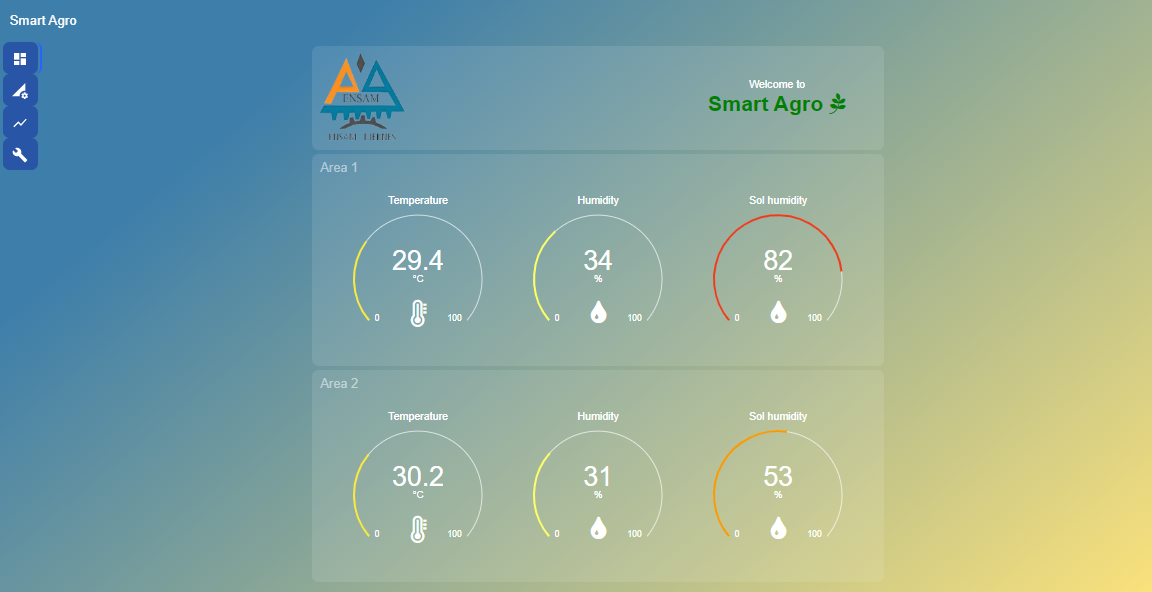 Smart Agro
ENSAM
Welcome to
Smart Agro
Area 1
Temperature
29.4
°C
0
100
Humidity
34
%
0
100
Sol humidity
82
%
0
100
Area 2
Temperature
30.2
°C
0
100
Humidity
31
%
0
100
Sol humidity
53
%
0
100